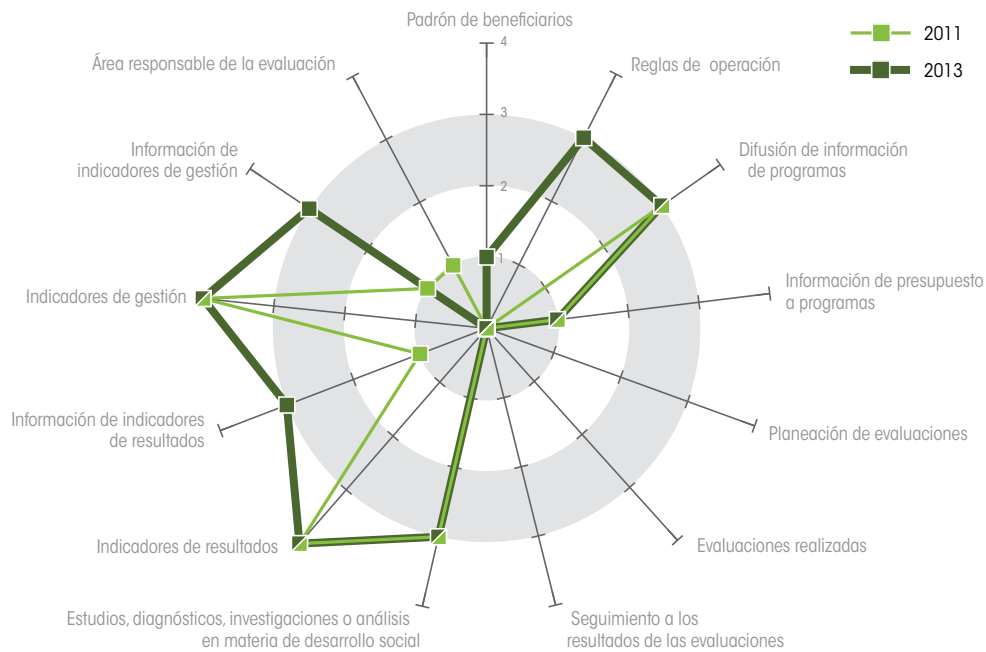 Padrón de beneficiarios
4
3
2
1
2011
2013
Reglas de operación
Difusión de información
de programas
Información de presupuesto
a programas
Planeación de evaluaciones
Evaluaciones realizadas
Seguimiento a los
resultados de las evaluaciones
Estudios, diagnósticos, investigaciones o análisis
en materia de desarrollo social
Indicadores de resultados
Información de indicadores
de resultados
Indicadores de gestión
Información de
indicadores de gestión
Área responsable de la evaluación